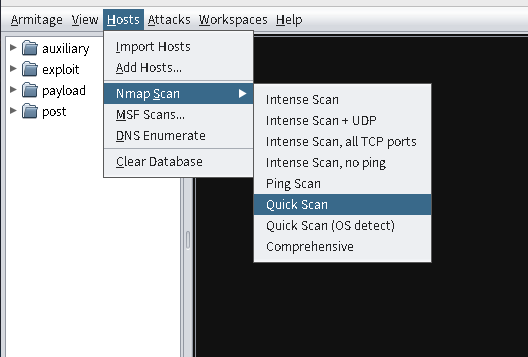 Armitage View Hosts Attacks Workspaces Help
auxiliary
exploit
payload
post
Import Hosts
Add Hosts...
Nmap Scan
MSF Scans...
DNS Enumerate
Clear Database
Intense Scan
Intense Scan + UDP
Intense Scan, all TCP ports
Intense Scan, no ping
Ping Scan
Quick Scan
Quick Scan (OS detect)
Comprehensive